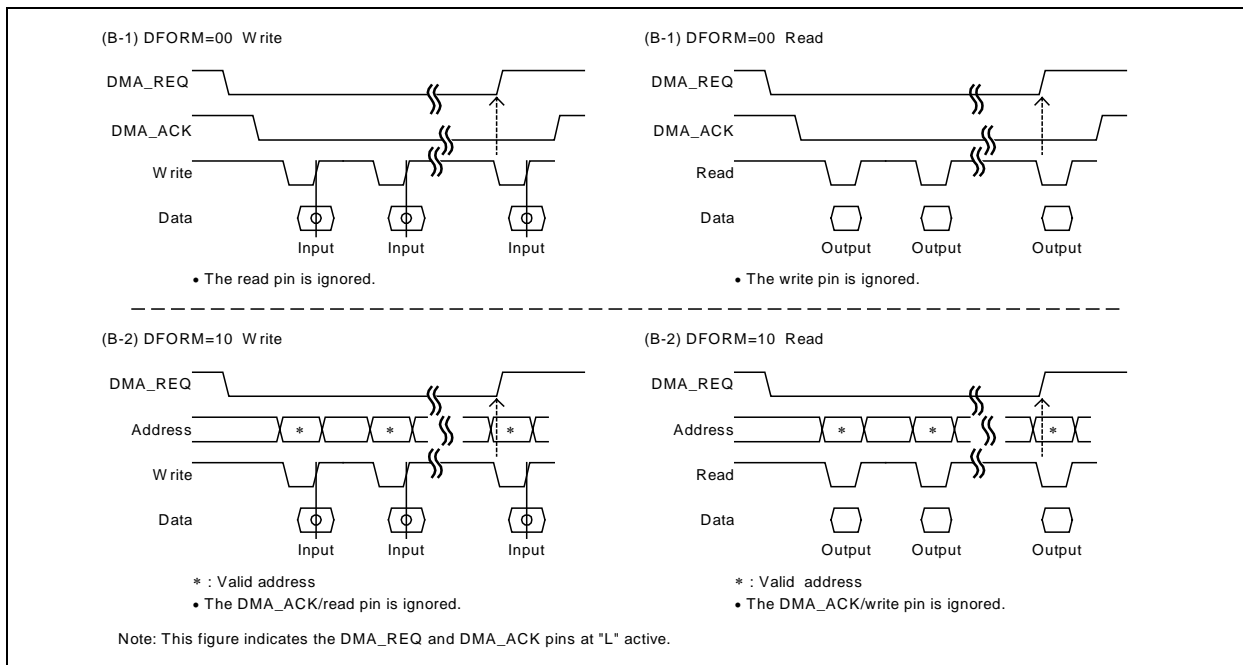 (B-1) DFORM=00 Write
DMA_REQ
DMA_ACK
Write
Data
Input Input Input
• The read pin is ignored.
(B-1) DFORM=00 Read
DMA_REQ
DMA_ACK
Read
Data
Output Output Output
• The write pin is ignored.
(B-2) DFORM=10 Write
DMA_REQ
Address * * *
Write
Data
Input Input Input
* : Valid address
• The DMA_ACK/read pin is ignored.
(B-2) DFORM=10 Read
DMA_REQ
Address * * *
Read
Data
Output Output Output
* : Valid address
• The DMA_ACK/write pin is ignored.
Note: This figure indicates the DMA_REQ and DMA_ACK pins at "L" active.